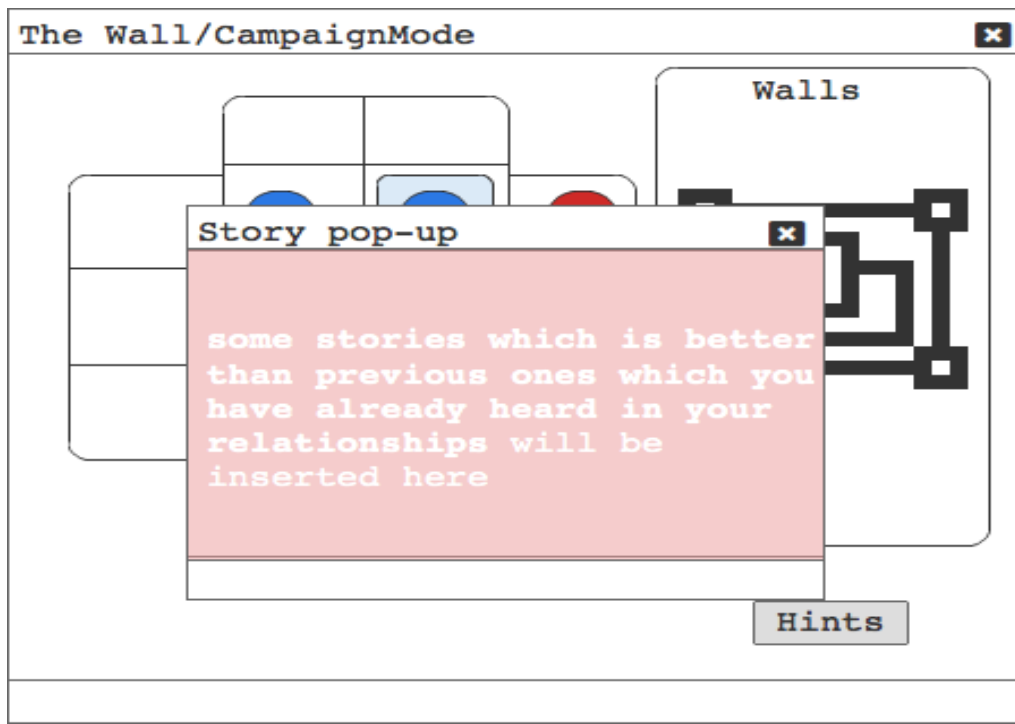 The Wall/CampaignMode
Walls
Story pop-up
some stories which is better
than previous ones which you
have already heard in your
relationships will be
inserted here
Hints